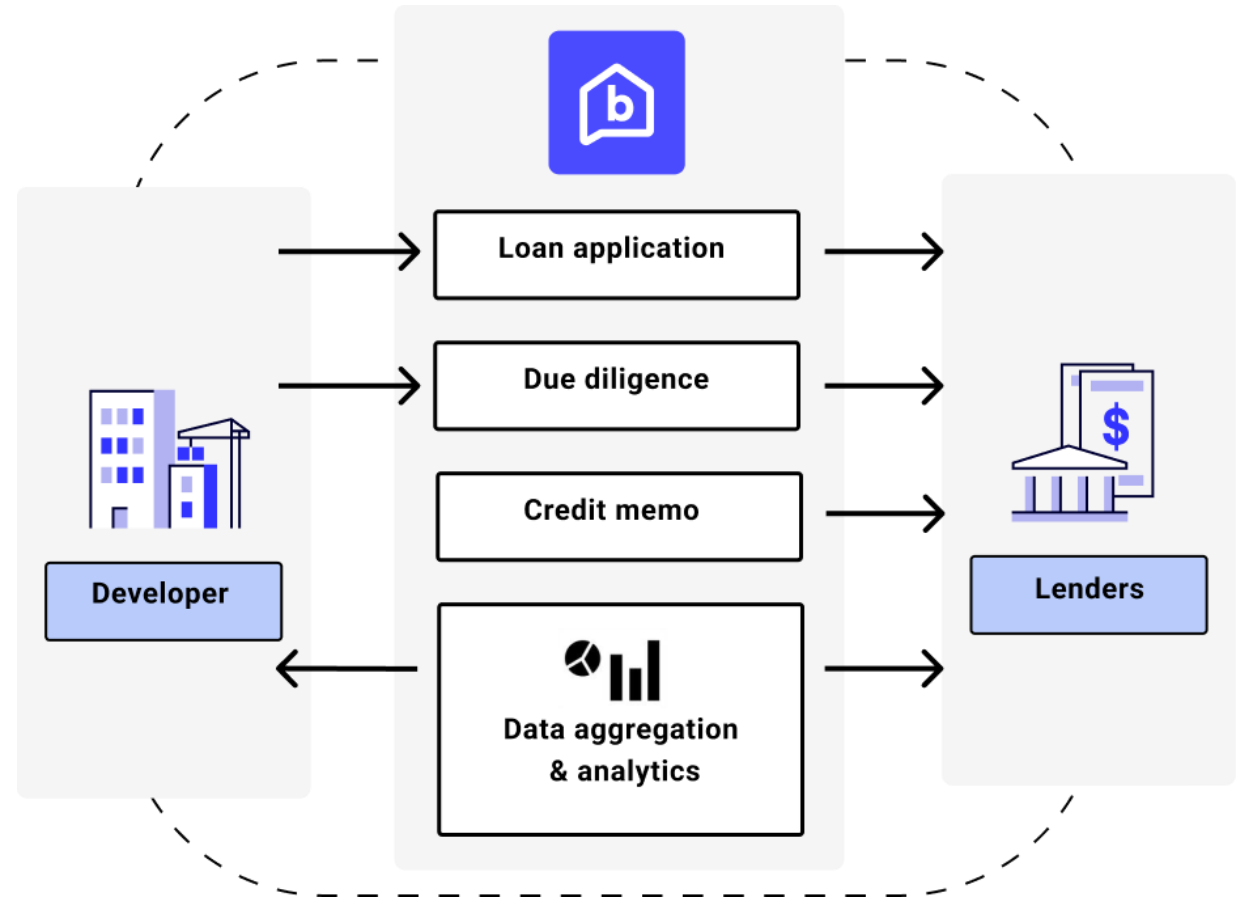 b
Loan application
Due diligence
Credit memo
Developer
$
Lenders
Data aggregation
& analytics